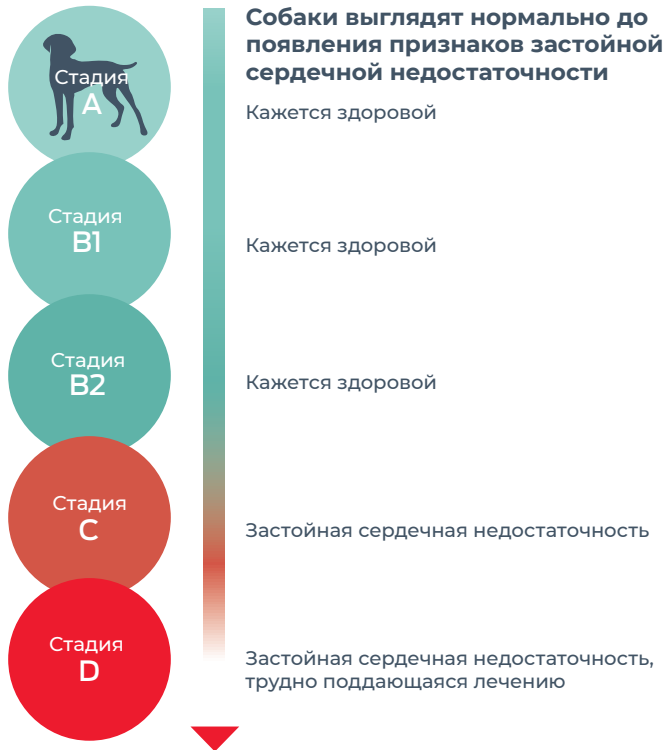 Собаки выглядят нормально до
появления признаков застойной
сердечной недостаточности
Стадия
A
Кажется здоровой
Стадия
B1
Кажется здоровой
Стадия
B2
Кажется здоровой
Стадия
C
Застойная сердечная недостаточность
Стадия
D
Застойная сердечная недостаточность,
трудно поддающаяся лечению